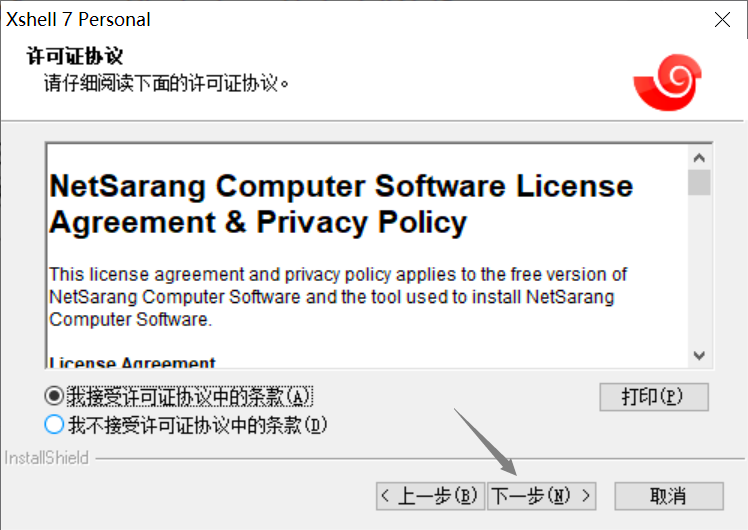 Xshell 7 Personal
许可证协议
请仔细阅读下面的许可证协议。
NetSarang Computer Software License
Agreement & Privacy Policy
This license agreement and privacy policy applies to the free version of
NetSarang Computer Software and the tool used to install NetSarang
Computer Software.
License Agreement
我接受许可证协议中的条款(A)
打印(P)
我不接受许可证协议中的条款(D)
InstallShield
< 上一步(B) 下一步(N) > 取消